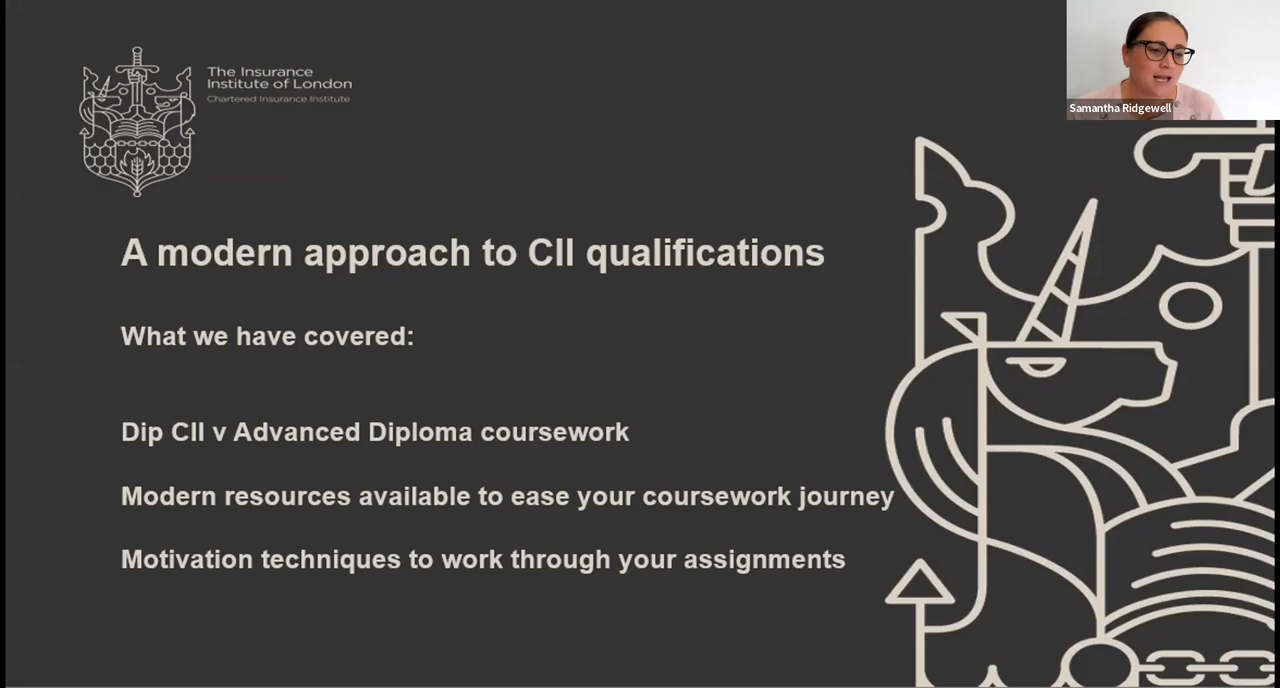 The Insurance
Institute of London
Chartered Insurance Institute
Samantha Ridgewell
A modern approach to CII qualifications
What we have covered:
Dip CII v Advanced Diploma coursework
Modern resources available to ease your coursework journey
Motivation techniques to work through your assignments